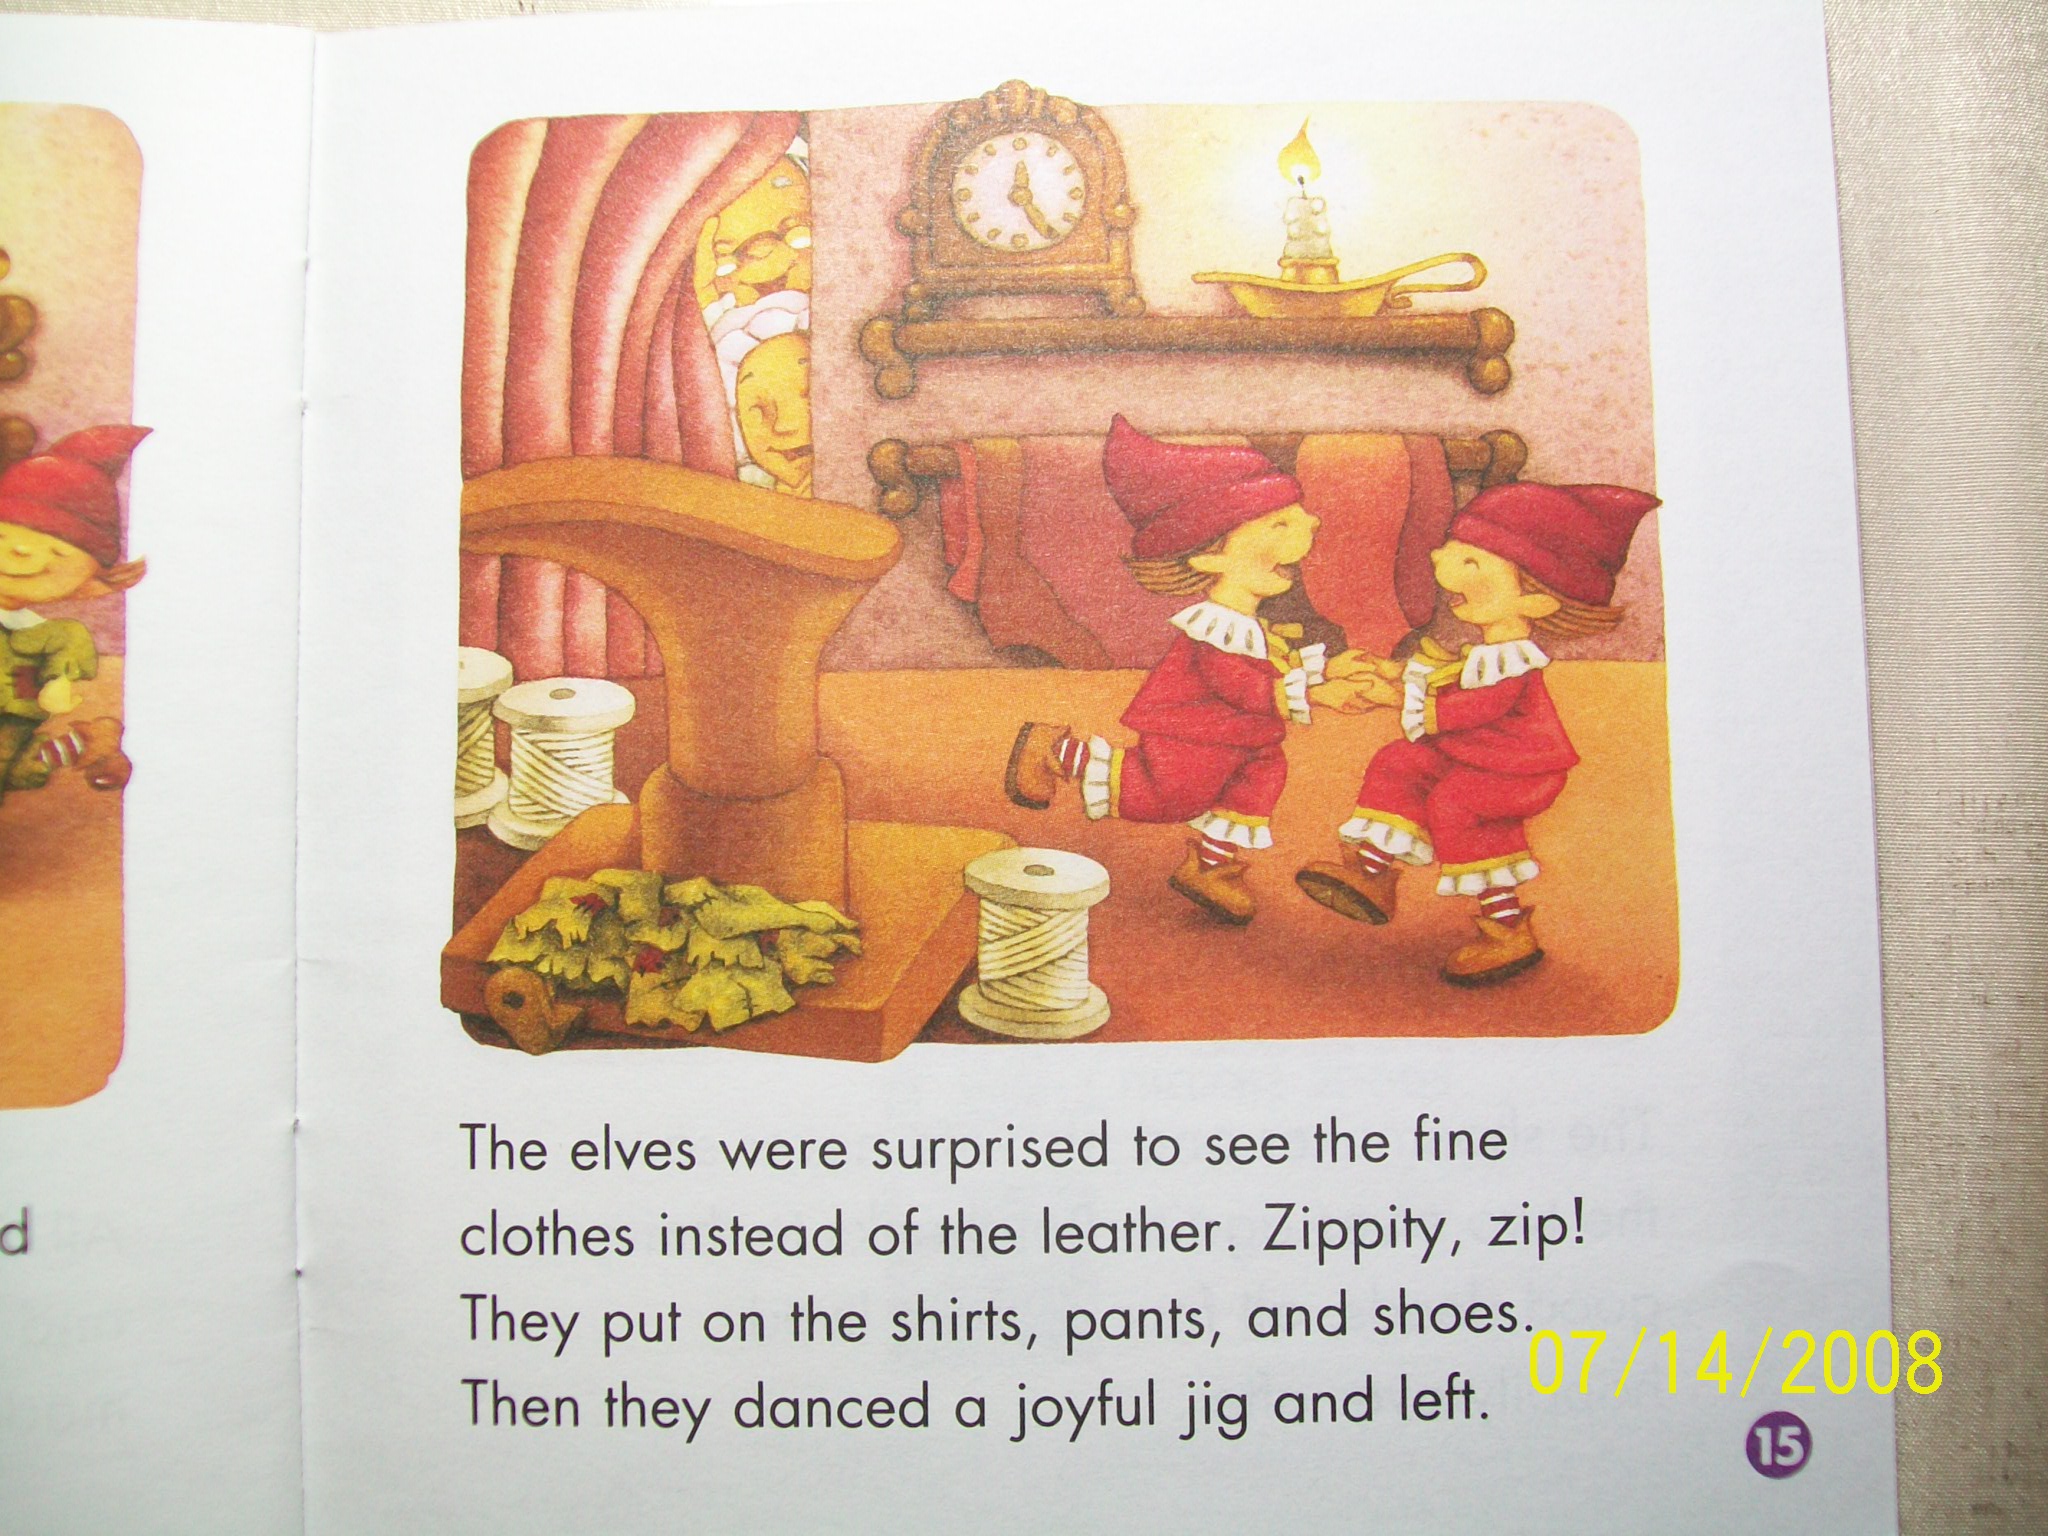 d
The elves were surprised to see the fine
clothes instead of the leather. Zippity, zip!
They put on the shirts, pants, and shoes.
Then they danced a joyful jig and left.
07/14/2008
15